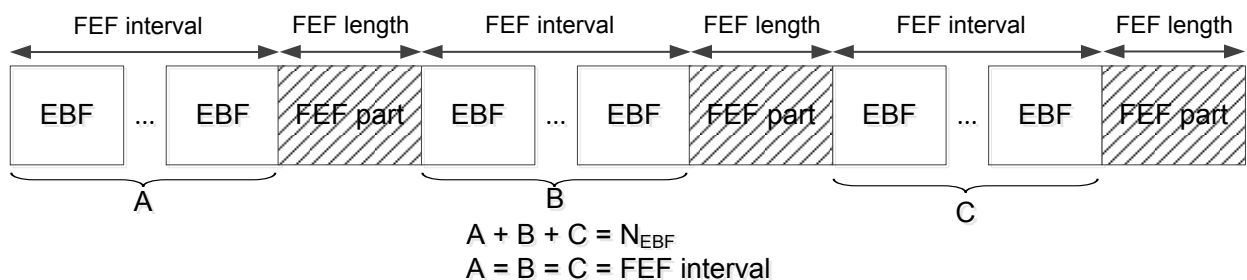 FEF interval FEF length FEF interval FEF length FEF interval FEF length
EBF ... EBF FEF part EBF ... EBF FEF part EBF ... EBF FEF part
A B C
A + B + C = N_EBF
A = B = C = FEF interval